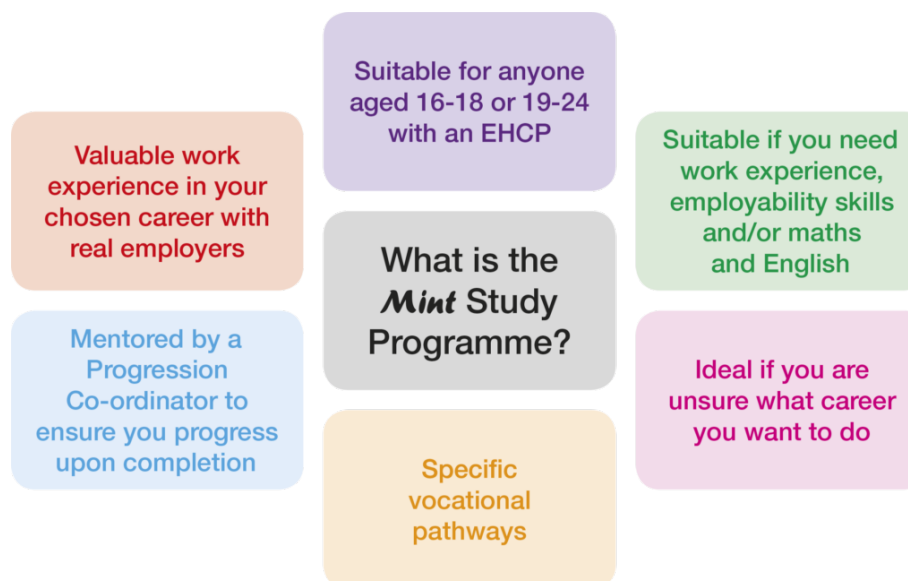 Suitable for anyone
aged 16-18 or 19-24
with an EHCP
Valuable work
experience in your
chosen career with
real employers
Suitable if you need
work experience,
employability skills
and/or maths
and English
What is the
Mint Study
Programme?
Mentored by a
Progression
Co-ordinator to
ensure you progress
upon completion
Ideal if you are
unsure what career
you want to do
Specific
vocational
pathways